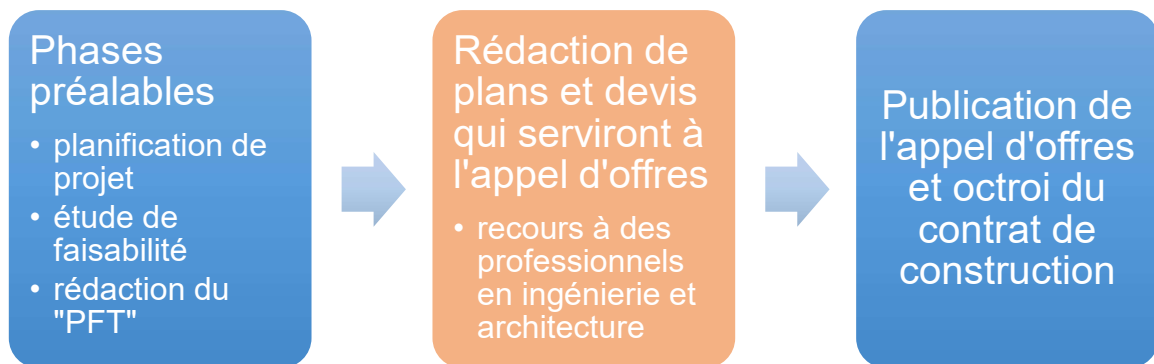 Phases
préalables
• planification de
projet
• étude de
faisabilité
• rédaction du
"PFT"
Rédaction de
plans et devis
qui serviront à
l'appel d'offres
• recours à des
professionnels
en ingénierie et
architecture
Publication de
l'appel d'offres
et octroi du
contrat de
construction